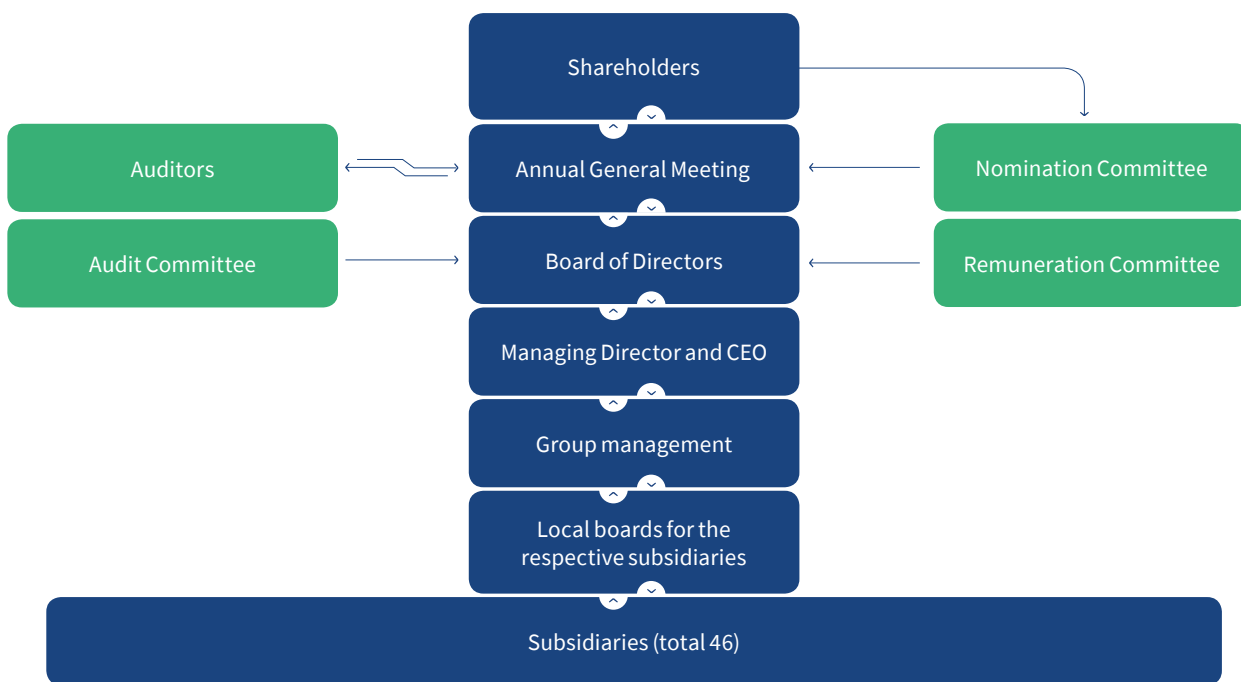 Shareholders
Auditors
Annual General Meeting
Nomination Committee
Audit Committee
Board of Directors
Remuneration Committee
Managing Director and CEO
Group management
Local boards for the
respective subsidiaries
Subsidiaries (total 46)